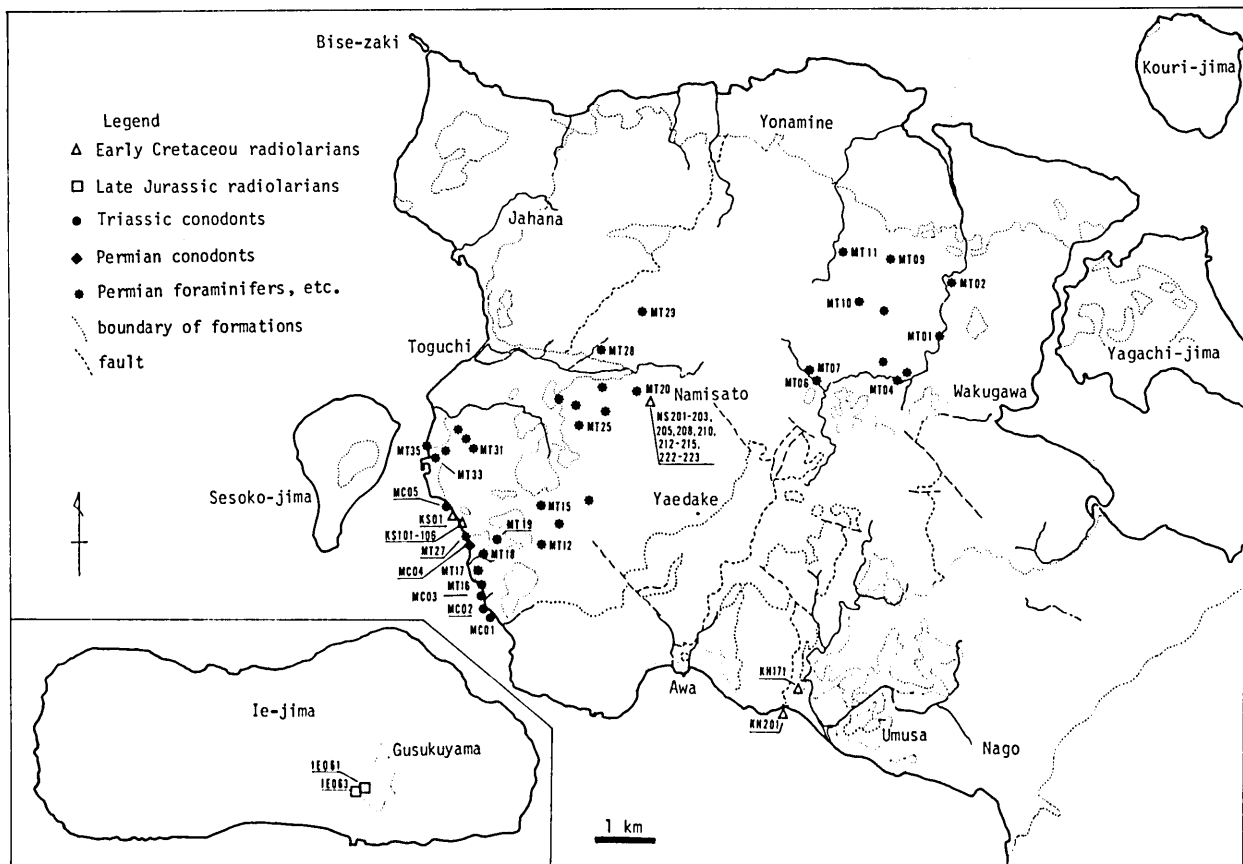 Bise-zaki
Kouri-jima
Legend
Early Cretaceou radiolarians
Late Jurassic radiolarians
Triassic conodonts
Permian conodonts
Permian foraminifers, etc.
boundary of formations
fault
Yonamine
Jahana
MT11
MT09
MT02
MT10
MT29
MT01
Toguchi
MT28
Yagachi-jima
MT07
MT06
MT04
Wakugawa
MT20
Namisato
NS201-203,
205,208,210,
212-215,
222-223
MT25
MT35
MT31
MT33
Sesoko-jima
MC05
MT15
Yaedake
KS01
KS101-106
MT19
MT27
MT12
MC04
MT18
MT17
MT16
MC03
MC02
MC01
Awa
KN171
KN201
Umusa
Nago
Ie-jima
Gusukuyama
IE061
IE063
1 km